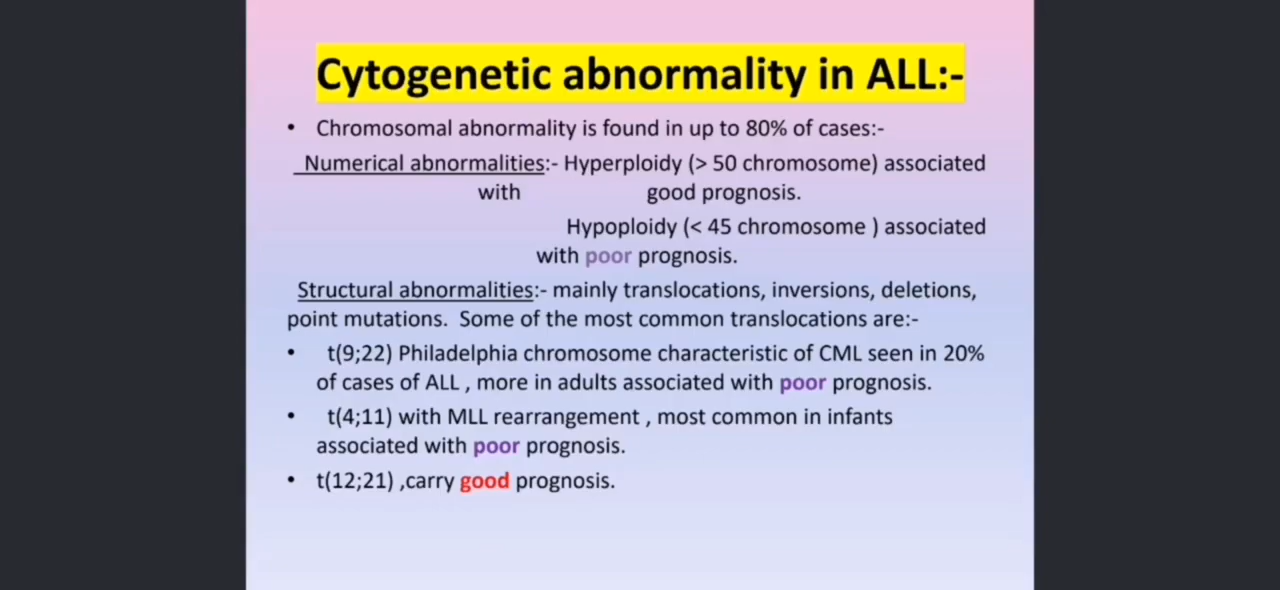 Cytogenetic abnormality in ALL:-
• Chromosomal abnormality is found in up to 80% of cases:-
Numerical abnormalities:- Hyperploidy (> 50 chromosome) associated
with good prognosis.
Hypoploidy (< 45 chromosome ) associated
with poor prognosis.
Structural abnormalities:- mainly translocations, inversions, deletions,
point mutations. Some of the most common translocations are:-
• t(9;22) Philadelphia chromosome characteristic of CML seen in 20%
of cases of ALL , more in adults associated with poor prognosis.
• t(4;11) with MLL rearrangement , most common in infants
associated with poor prognosis.
• t(12;21) ,carry good prognosis.